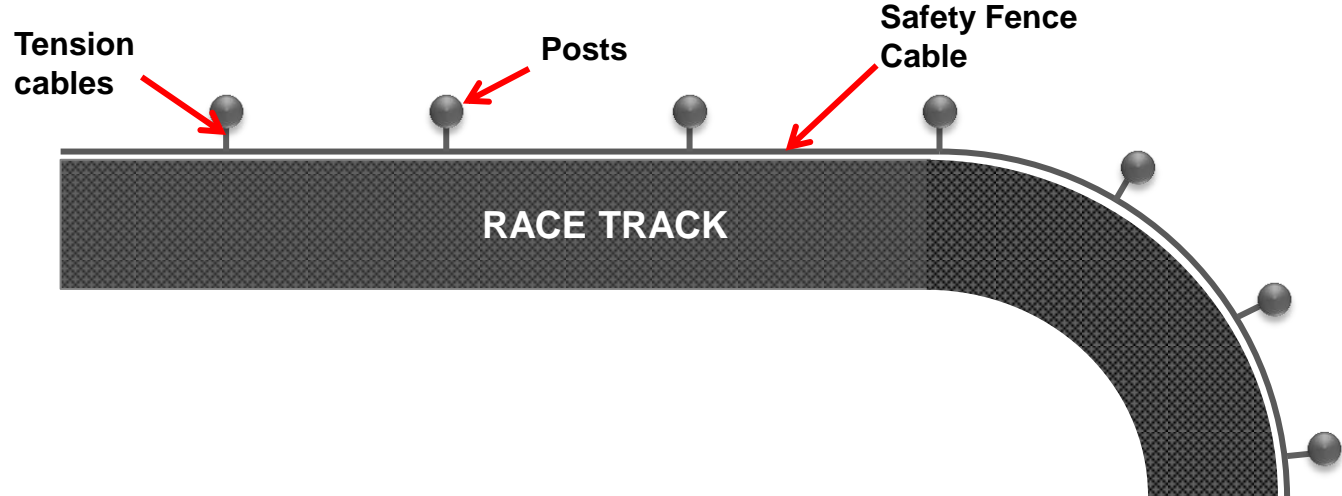 Tension
cables
Posts
Safety Fence
Cable
RACE TRACK